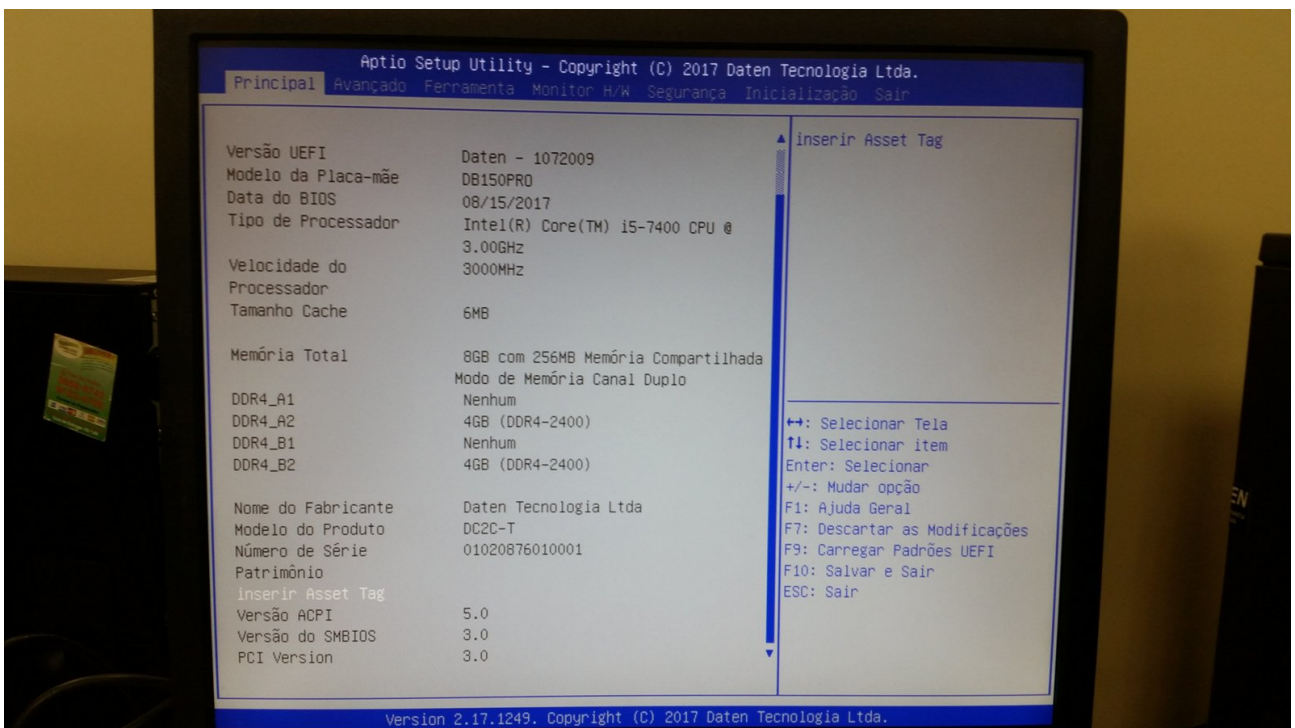 Aptio Setup Utility – Copyright (C) 2017 Daten Tecnologia Ltda.
Principal Avançado Ferramenta Monitor H/W Segurança Inicialização Sair
Versão UEFI Daten - 1072009
Modelo da Placa-mãe DB150PRO
Data do BIOS 08/15/2017
Tipo de Processador Intel(R) Core(TM) i5-7400 CPU @
3.00GHz
Velocidade do 3000MHz
Processador
Tamanho Cache 6MB
Memória Total 8GB com 256MB Memória Compartilhada
Modo de Memória Canal Duplo
DDR4_A1 Nenhum
DDR4_A2 4GB (DDR4-2400)
DDR4_B1 Nenhum
DDR4_B2 4GB (DDR4-2400)
Nome do Fabricante Daten Tecnologia Ltda
Modelo do Produto DC2C-T
Número de Série 01020876010001
Patrimônio
inserir Asset Tag
Versão ACPI 5.0
Versão do SMBIOS 3.0
PCI Version 3.0
inserir Asset Tag
↔: Selecionar Tela
↑↓: Selecionar item
Enter: Selecionar
+/-: Mudar opção
F1: Ajuda Geral
F7: Descartar as Modificações
F9: Carregar Padrões UEFI
F10: Salvar e Sair
ESC: Sair
Version 2.17.1249. Copyright (C) 2017 Daten Tecnologia Ltda.
EN